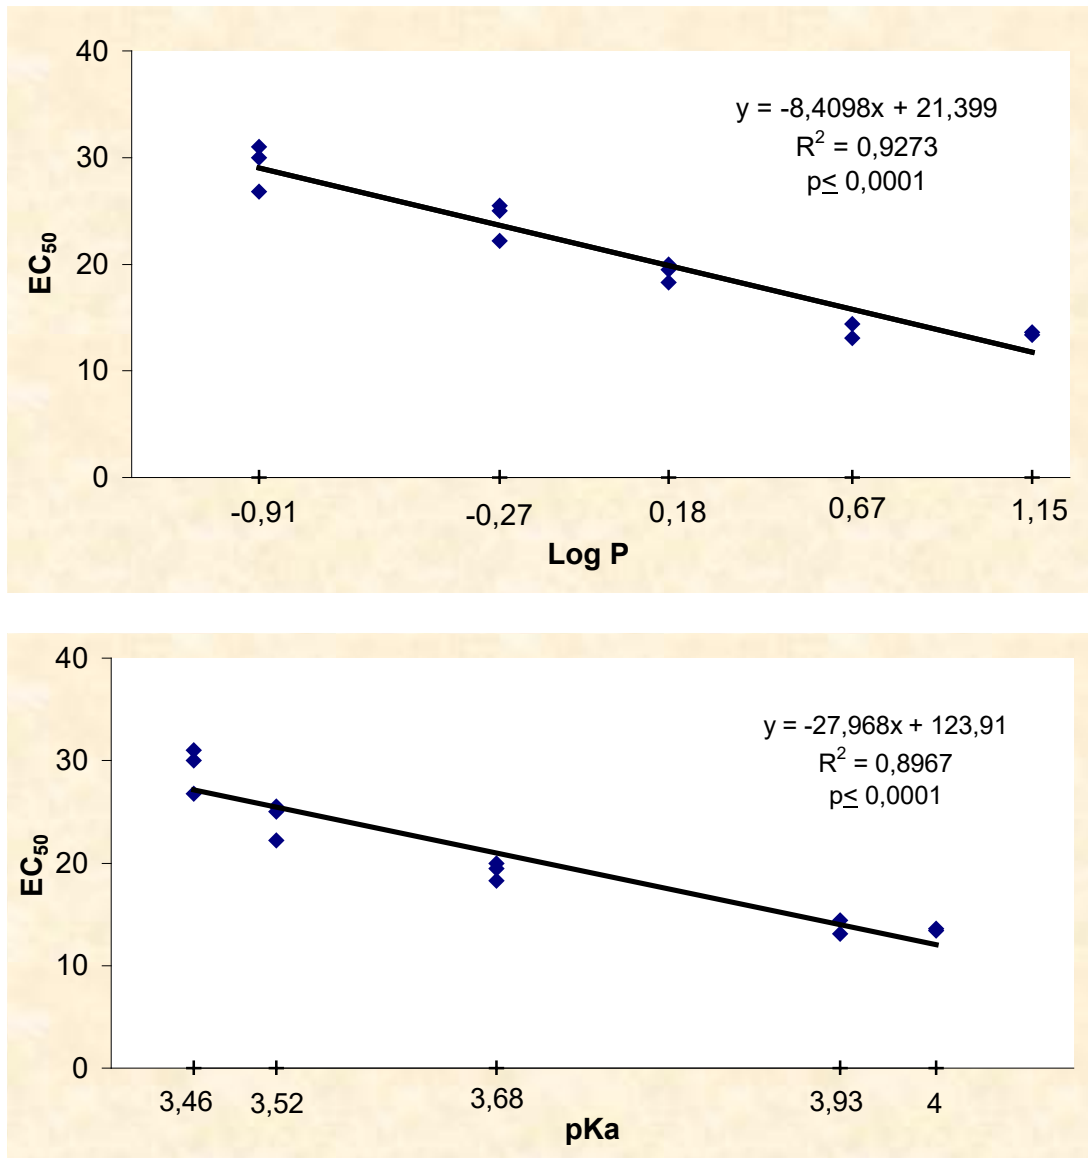 40
30
20
10
0
EC50
y = -8,4098x + 21,399
R2 = 0,9273
p≤ 0,0001
-0,91 -0,27 0,18 0,67 1,15
Log P
40
30
20
10
0
EC50
y = -27,968x + 123,91
R2 = 0,8967
p≤ 0,0001
3,46 3,52 3,68 3,93 4
pKa